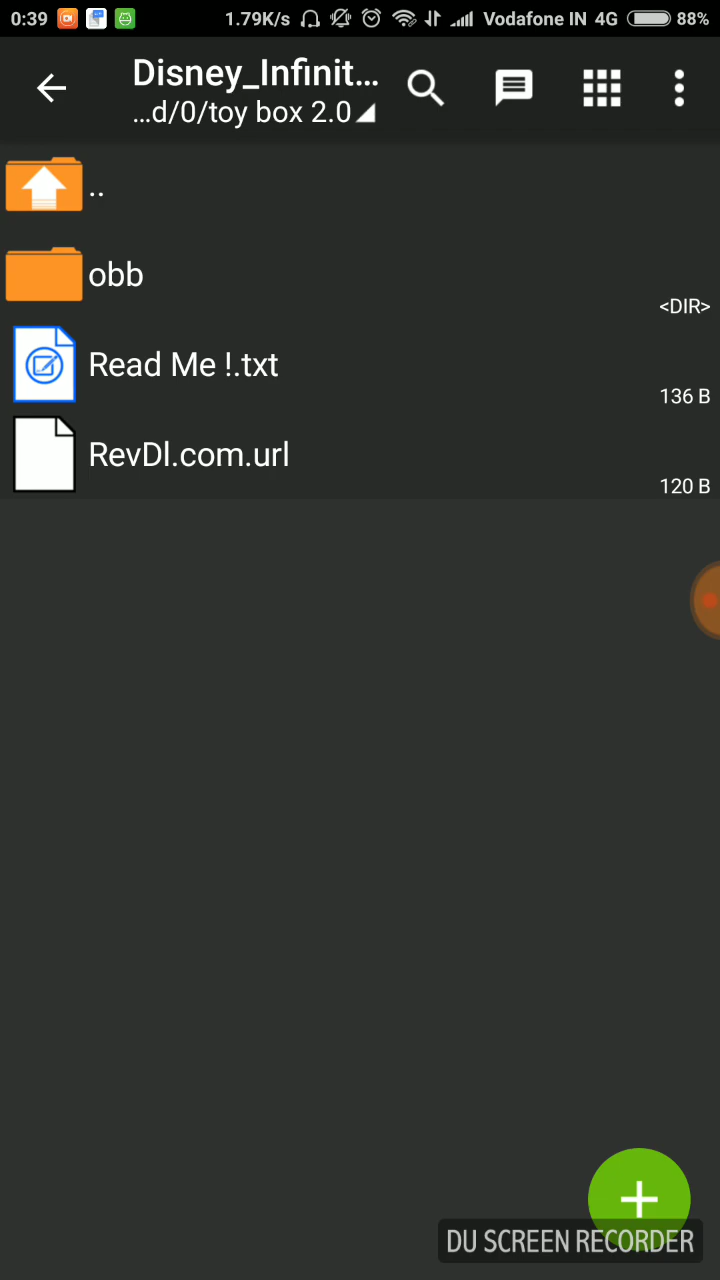 0:39 1.79K/s Vodafone IN 4G 88%
Disney_Infinit...
...d/0/toy box 2.0
..
obb
<DIR>
Read Me !.txt
136 B
RevDl.com.url
120 B
DU SCREEN RECORDER